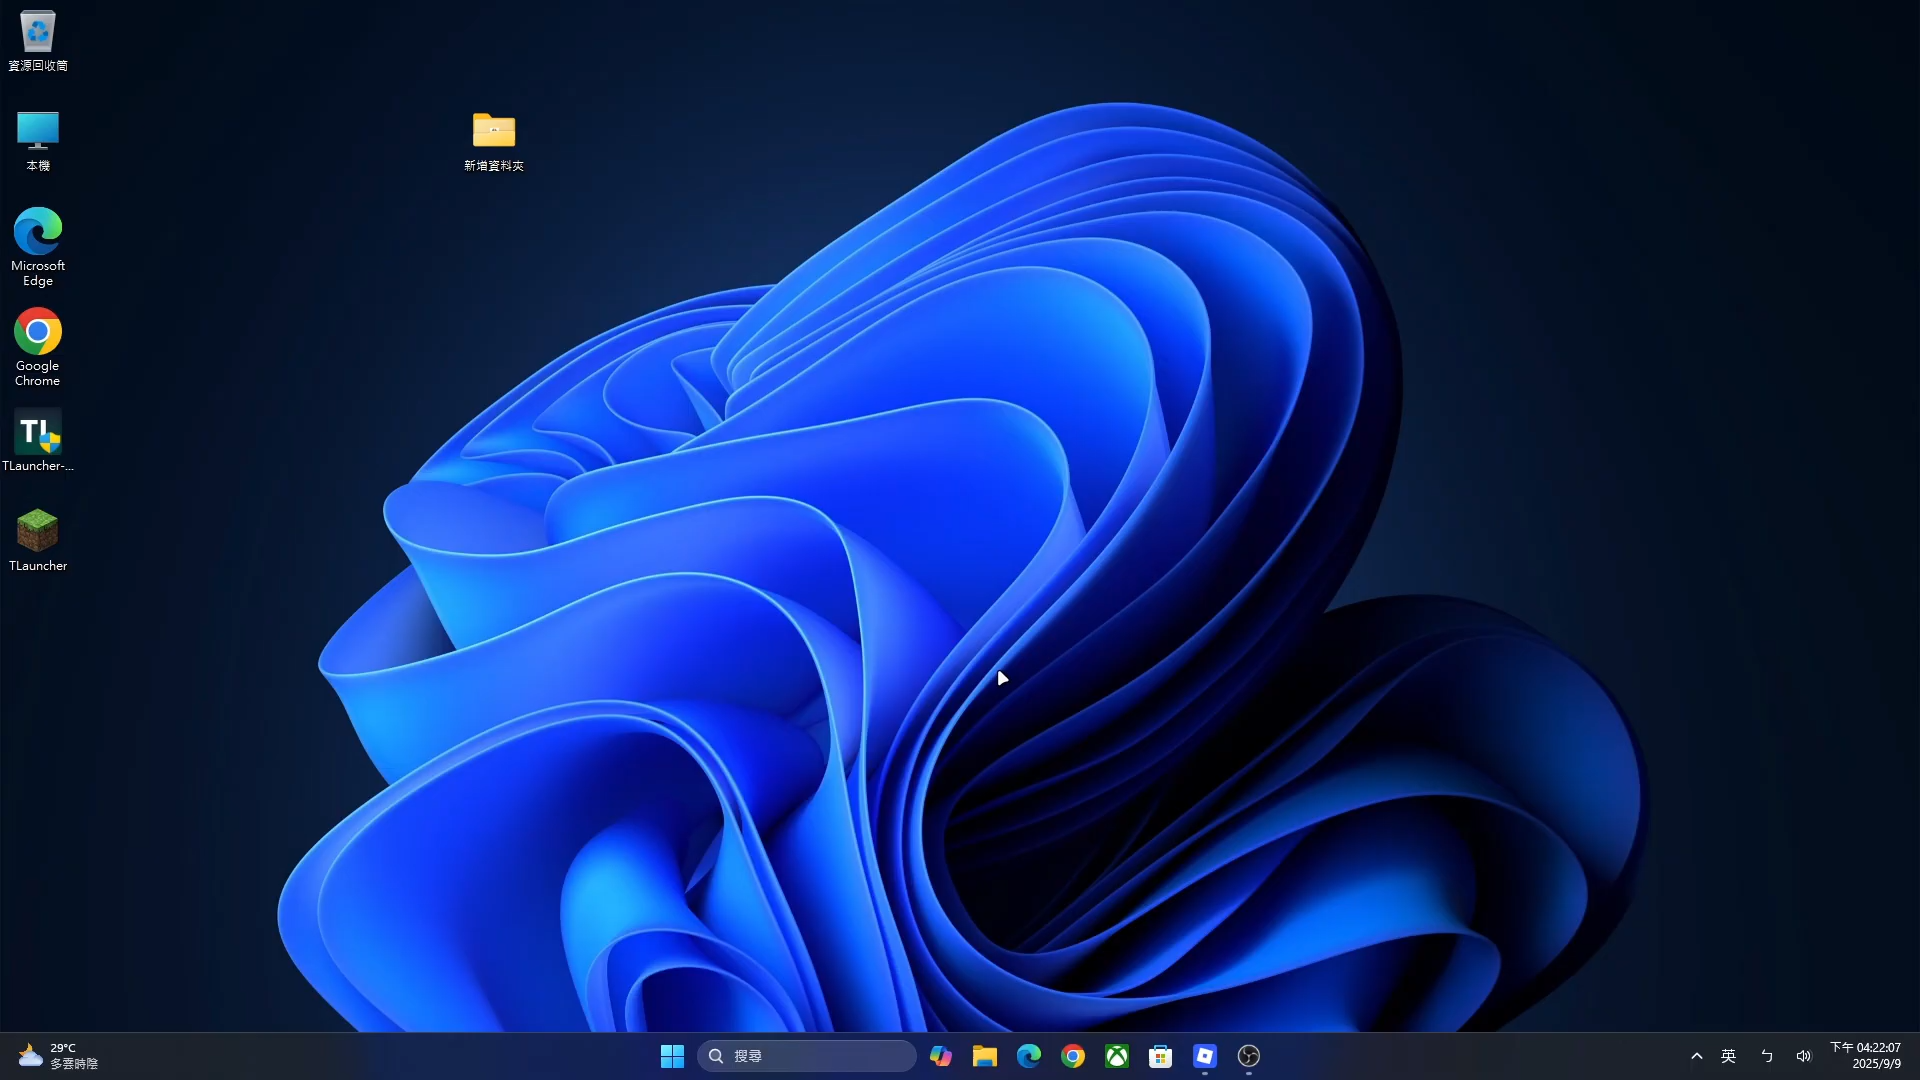 資源回收筒
新增資料夾
本機
Microsoft
Edge
Google
Chrome
TL
TLauncher-...
TLauncher
29°C
多雲時陰
搜尋
英
ㄅ
下午 04:22:07
2025/9/9